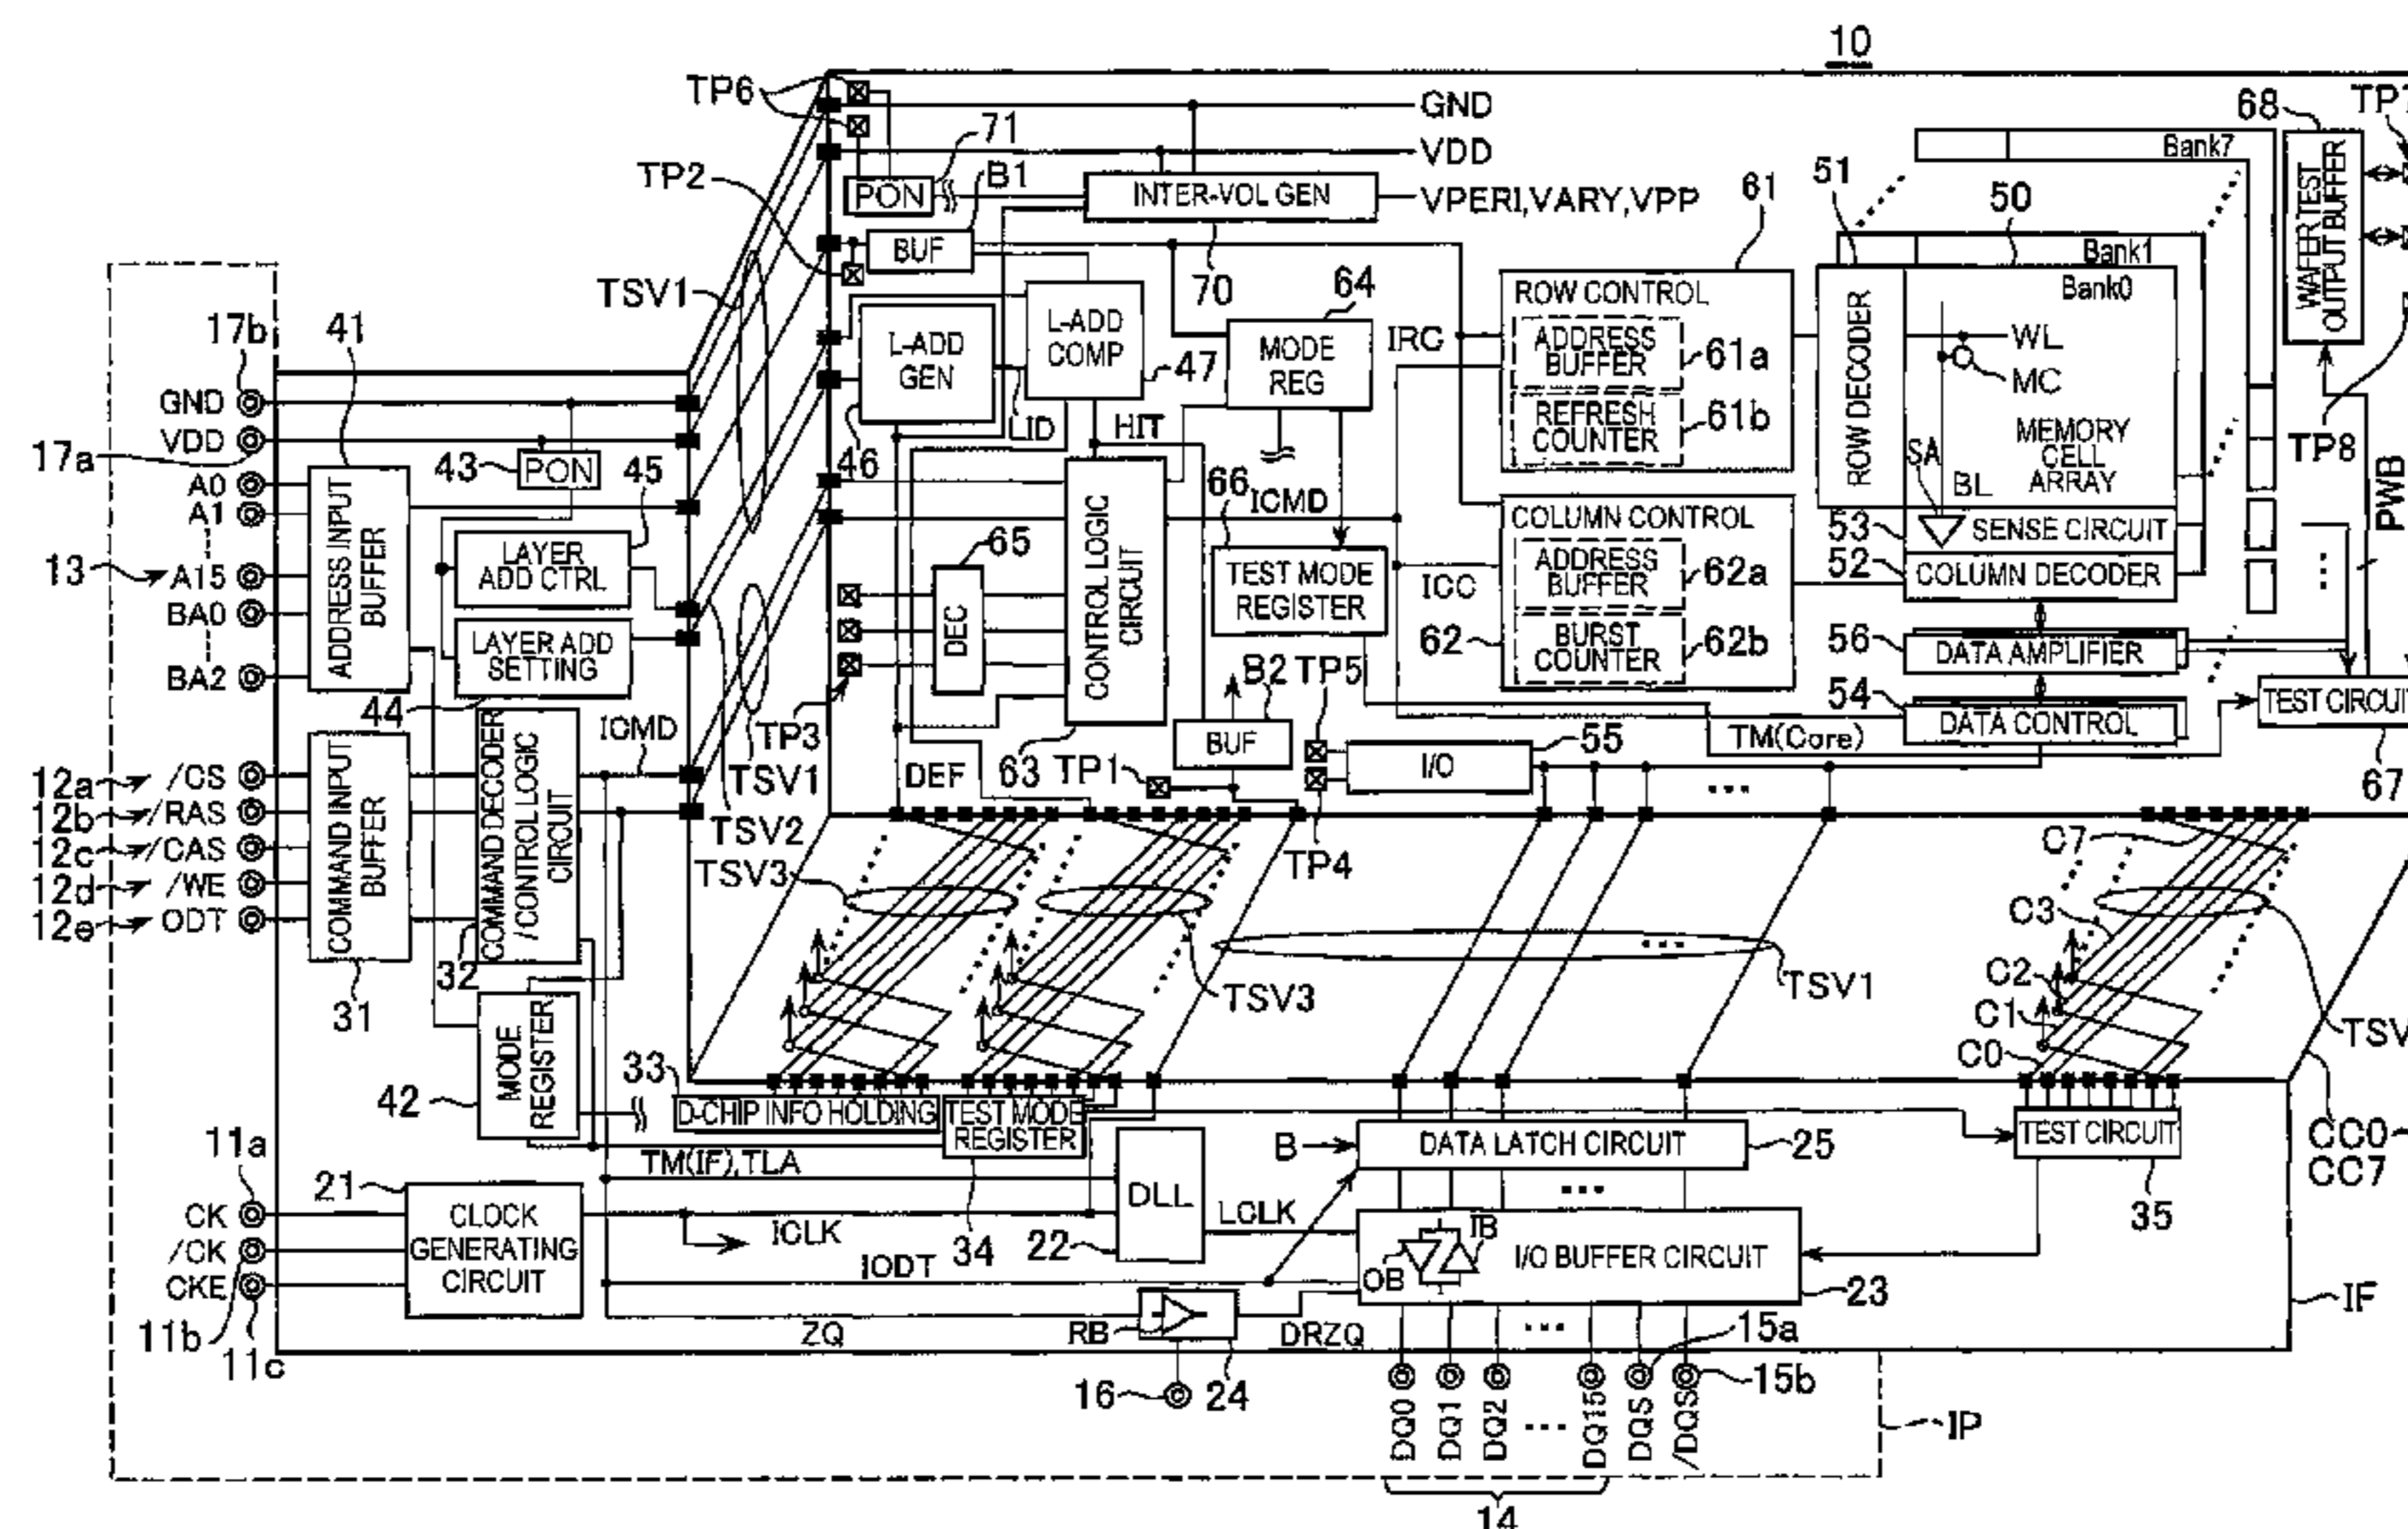 10
TP6
GND
71
VDD
TP2
B1
PON
INTER-VOL GEN
VPERI,VARY,VPP
61
51
50
68
Bank7
WAFER TEST
OUTPUT BUFFER
BUF
TSV1
70
64
Bank1
Bank0
17b
41
L-ADD
GEN
L-ADD
COMP
47
MODE
REG
IRG
ROW CONTROL
ADDRESS
BUFFER
61a
REFRESH
COUNTER
61b
ROW DECODER
WL
MC
MEMORY
CELL
ARRAY
SA
BL
TP8
PWB
GND
VDD
17a
43
PON
45
46
LID
HIT
A0
A1
13
A15
BA0
BA2
ADDRESS INPUT
BUFFER
LAYER
ADD CTRL
LAYER ADD
SETTING
44
65
DEC
CONTROL LOGIC
CIRCUIT
ICMD
66
TEST MODE
REGISTER
ICC
COLUMN CONTROL
ADDRESS
BUFFER
62a
BURST
COUNTER
62b
62
53
SENSE CIRCUIT
52
COLUMN DECODER
56
DATA AMPLIFIER
54
DATA CONTROL
TM(Core)
67
TP3
TSV1
63
DEF
B2
BUF
TP1
TP5
TP4
I/O
55
12a
/CS
12b
/RAS
12c
/CAS
12d
/WE
12e
ODT
COMMAND INPUT
BUFFER
31
COMMAND DECODER
/CONTROL LOGIC
CIRCUIT
32
ICMD
TSV2
TSV3
TSV3
TSV1
C7
C3
C2
C1
C0
MODE
REGISTER
42
33
D-CHIP INFO HOLDING
TEST MODE
REGISTER
34
TM(IF),TLA
DLL
22
B
DATA LATCH CIRCUIT
25
TEST CIRCUIT
35
CC0
CC7
11a
CK
/CK
CKE
11b
11c
21
CLOCK
GENERATING
CIRCUIT
ICLK
LCLK
IODT
OB
IB
I/O BUFFER CIRCUIT
23
IF
ZQ
RB
DRZQ
16
24
15a
15b
DQ0
DQ1
DQ2
DQ15
DQS
/DQS
14
IP